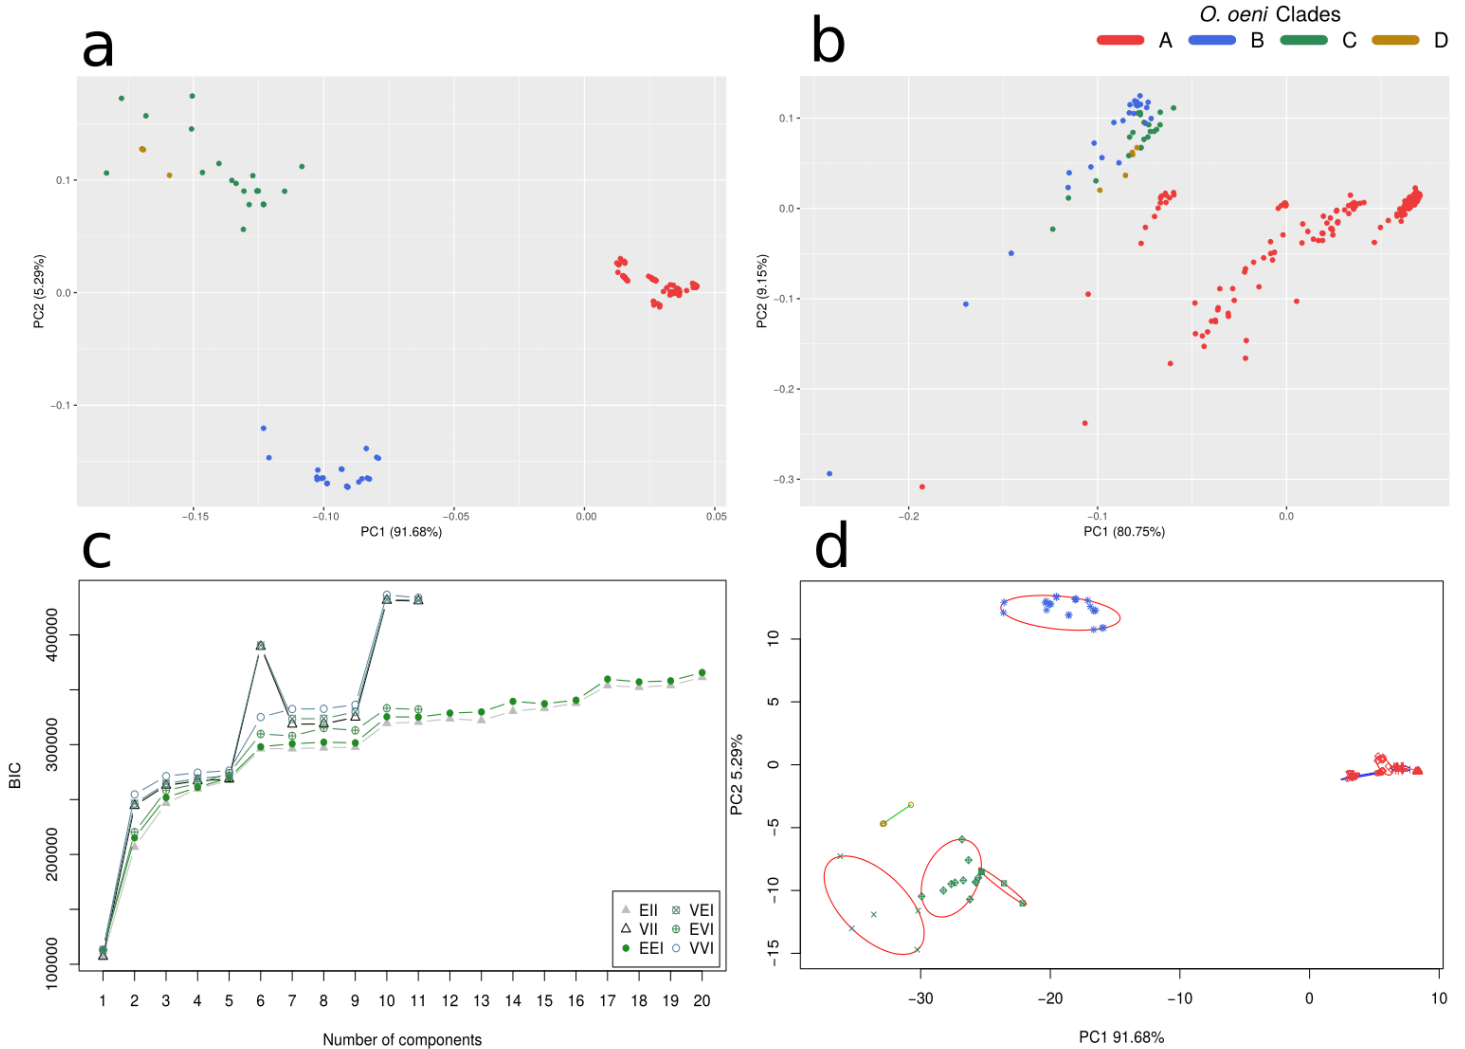 a
b
O. oeni Clades
A B C D
0.1
0.0
−0.1
PC2 (5.29%)
−0.15 −0.10 −0.05 0.00 0.05
PC1 (91.68%)
0.1
0.0
−0.1
−0.2
−0.3
PC2 (9.15%)
−0.2 −0.1 0.0
PC1 (80.75%)
c
d
400000
300000
200000
100000
BIC
EII VEI
VII EVI
EEI VVI
1 2 3 4 5 6 7 8 9 10 11 12 13 14 15 16 17 18 19 20
Number of components
10
5
0
−5
−10
−15
PC2 5.29%
−30 −20 −10 0 10
PC1 91.68%